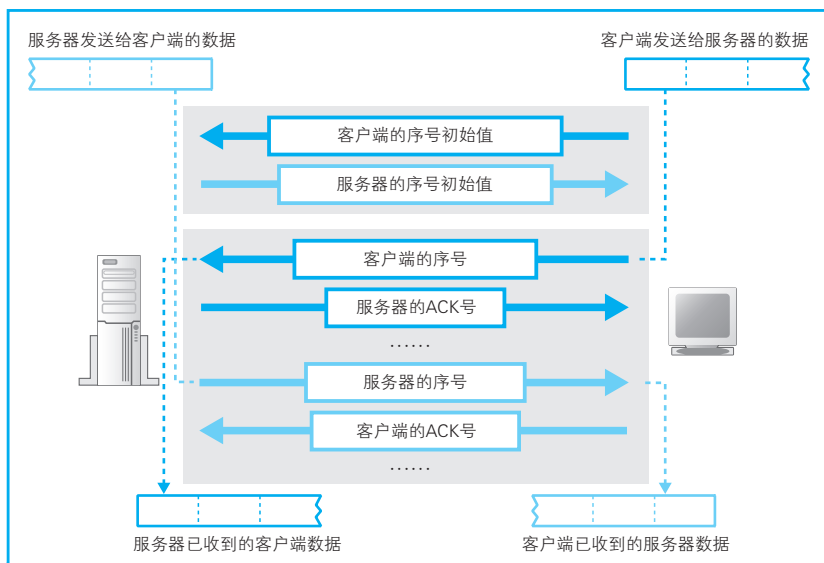 服务器发送给客户端的数据
客户端发送给服务器的数据
客户端的序号初始值
服务器的序号初始值
客户端的序号
服务器的ACK号
……
服务器的序号
客户端的ACK号
……
服务器已收到的客户端数据
客户端已收到的服务器数据